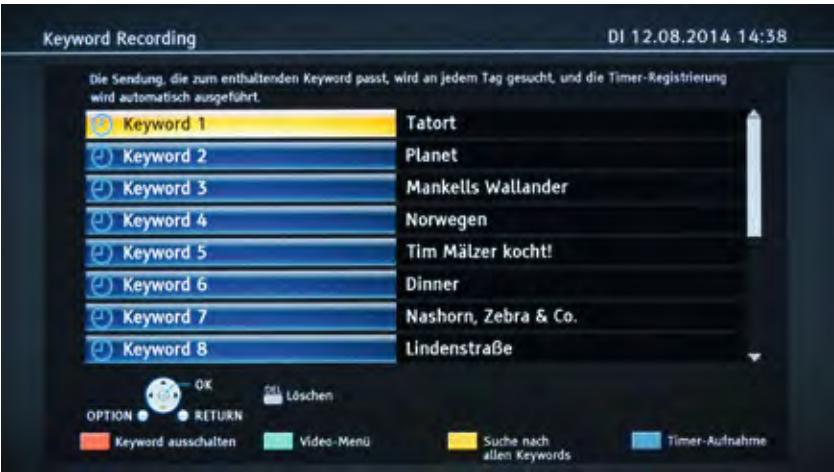 Keyword Recording DI 12.08.2014 14:38
Die Sendung, die zum enthaltenden Keyword passt, wird an jedem Tag gesucht, und die Timer-Registrierung
wird automatisch ausgeführt.
Keyword 1 Tatort
Keyword 2 Planet
Keyword 3 Mankells Wallander
Keyword 4 Norwegen
Keyword 5 Tim Mälzer kocht!
Keyword 6 Dinner
Keyword 7 Nashorn, Zebra & Co.
Keyword 8 Lindenstraße
OK
DEL Löschen
OPTION RETURN
Keyword ausschalten Video-Menü Suche nach Timer-Aufnahme
allen Keywords